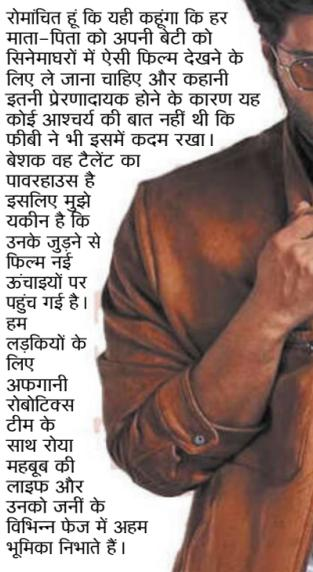 रोमांचित हूं कि यही कहूंगा कि हर
माता-पिता को अपनी बेटी को
सिनेमाघरों में ऐसी फिल्म देखने के
लिए ले जाना चाहिए और कहानी
इतनी प्रेरणादायक होने के कारण यह
कोई आश्चर्य की बात नहीं थी कि
फीबी ने भी इसमें कदम रखा।
बेशक वह टैलेंट का
पावरहाउस है
इसलिए मुझे
यकीन है कि
उनके जुड़ने से
फिल्म नई
ऊंचाइयों पर
पहुंच गई है।
हम
लड़कियों के
लिए
अफगानी
रोबोटिक्स
टीम के
साथ रोया
महबूब की
लाइफ और
उनको जर्नी के
विभिन्न फेज में अहम
भूमिका निभाते हैं।